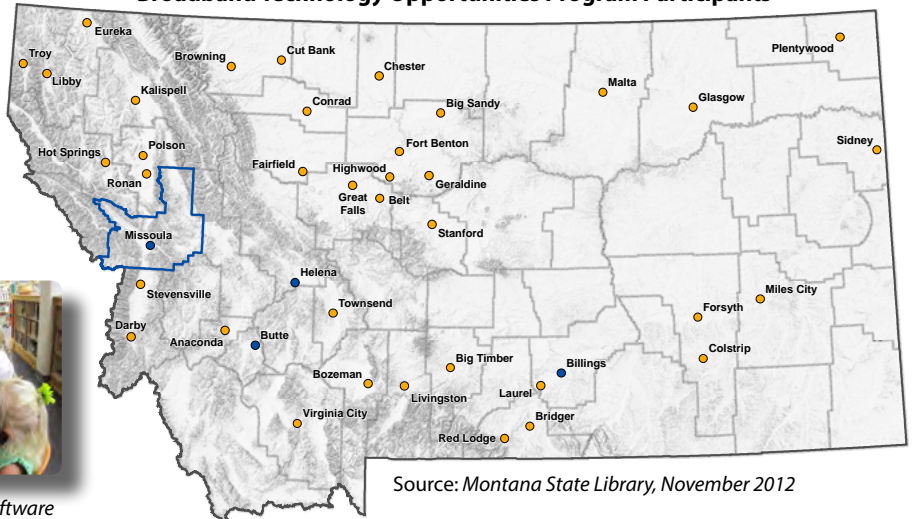 Broadband Technology Opportunities Program Participants
Eureka
Troy
Libby
Kalispell
Browning
Cut Bank
Chester
Conrad
Big Sandy
Malta
Glasgow
Plentywood
Sidney
Hot Springs
Polson
Ronan
Fairfield
Fort Benton
Highwood
Great
Falls
Belt
Geraldine
Stanford
Missoula
Helena
Stevensville
Townsend
Darby
Anaconda
Butte
Bozeman
Big Timber
Livingston
Billings
Laurel
Bridger
Red Lodge
Virginia City
Forsyth
Miles City
Colstrip
Source: Montana State Library, November 2012
ftware